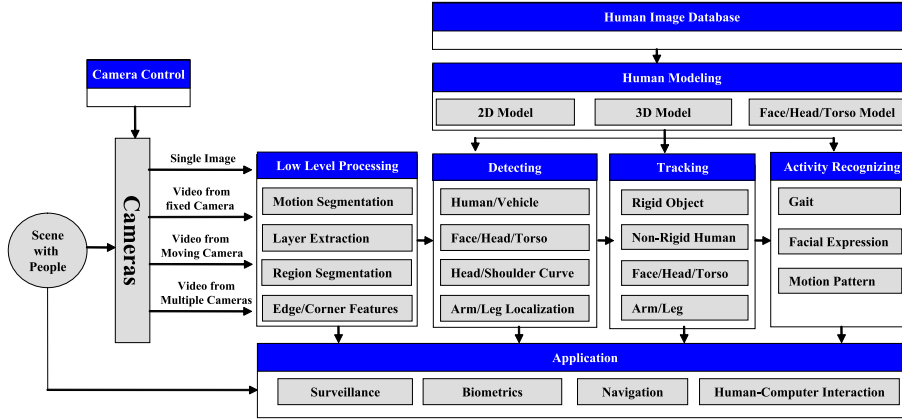 Human Image Database
Camera Control
Human Modeling
2D Model
3D Model
Face/Head/Torso Model
Scene
with
People
Cameras
Single Image
Video from
fixed Camera
Video from
Moving Camera
Video from
Multiple Cameras
Low Level Processing
Motion Segmentation
Layer Extraction
Region Segmentation
Edge/Corner Features
Detecting
Human/Vehicle
Face/Head/Torso
Head/Shoulder Curve
Arm/Leg Localization
Tracking
Rigid Object
Non-Rigid Human
Face/Head/Torso
Arm/Leg
Activity Recognizing
Gait
Facial Expression
Motion Pattern
Application
Surveillance
Biometrics
Navigation
Human-Computer Interaction